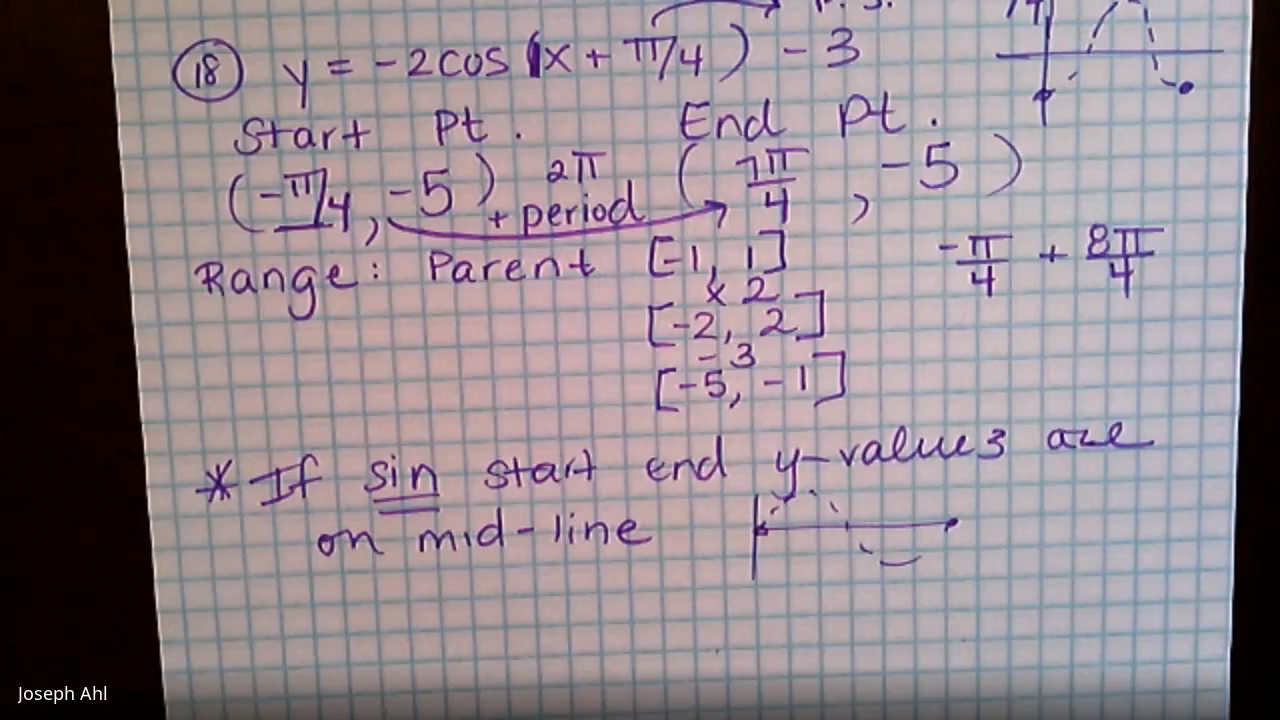 18 y = -2cos (x + π/4) - 3
Start Pt. End Pt.
(-π/4, -5) 2π + period (7π/4, -5)
-π/4 + 8π/4
Range: Parent [-1, 1]
x 2
[-2, 2]
- 3
[-5, -1]
* If sin start end y-values are
on mid-line
Joseph Ahl